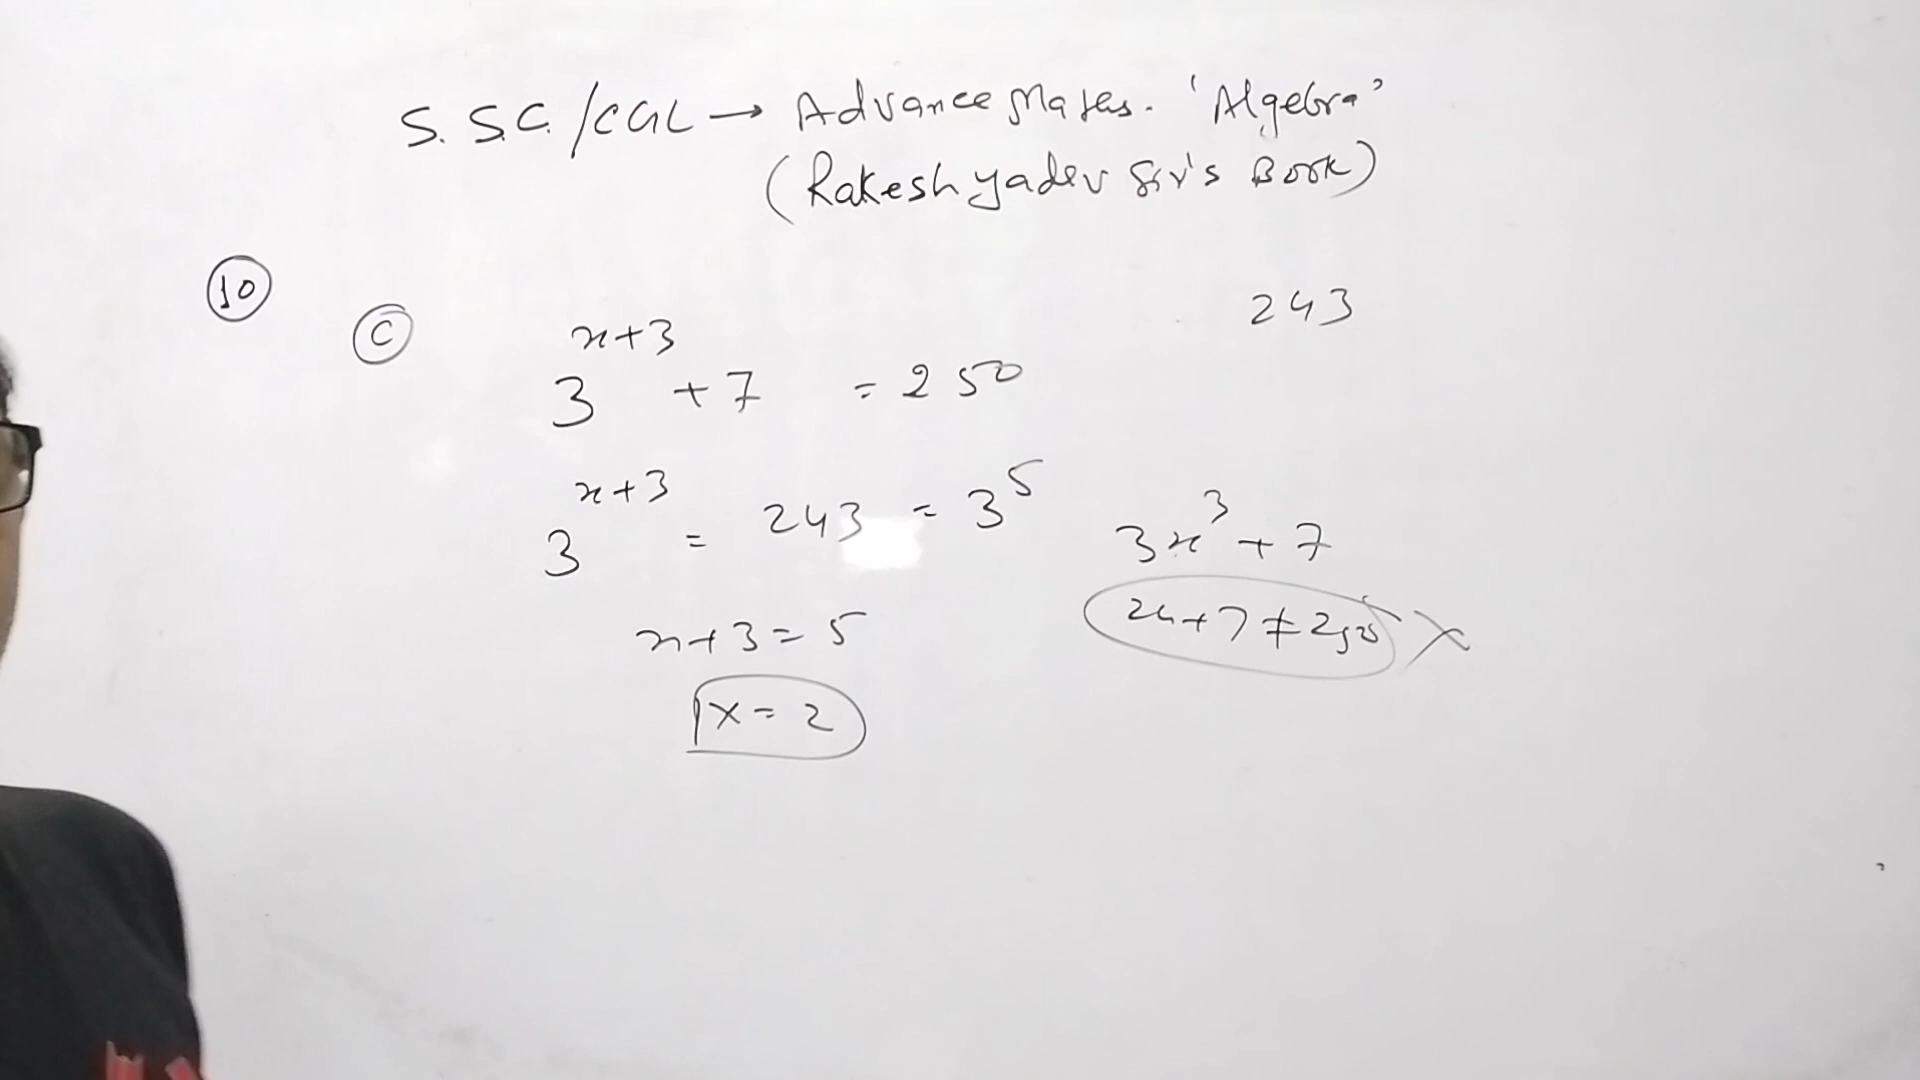 S.S.C./CGL → Advance Maths. 'Algebra'
(Rakesh yadav Sir's Book)
10
C
243
3^(x+3) + 7 = 250
3^(x+3) = 243 = 3^5
3x^3 + 7
24+7 ≠ 250 X
x+3 = 5
x = 2